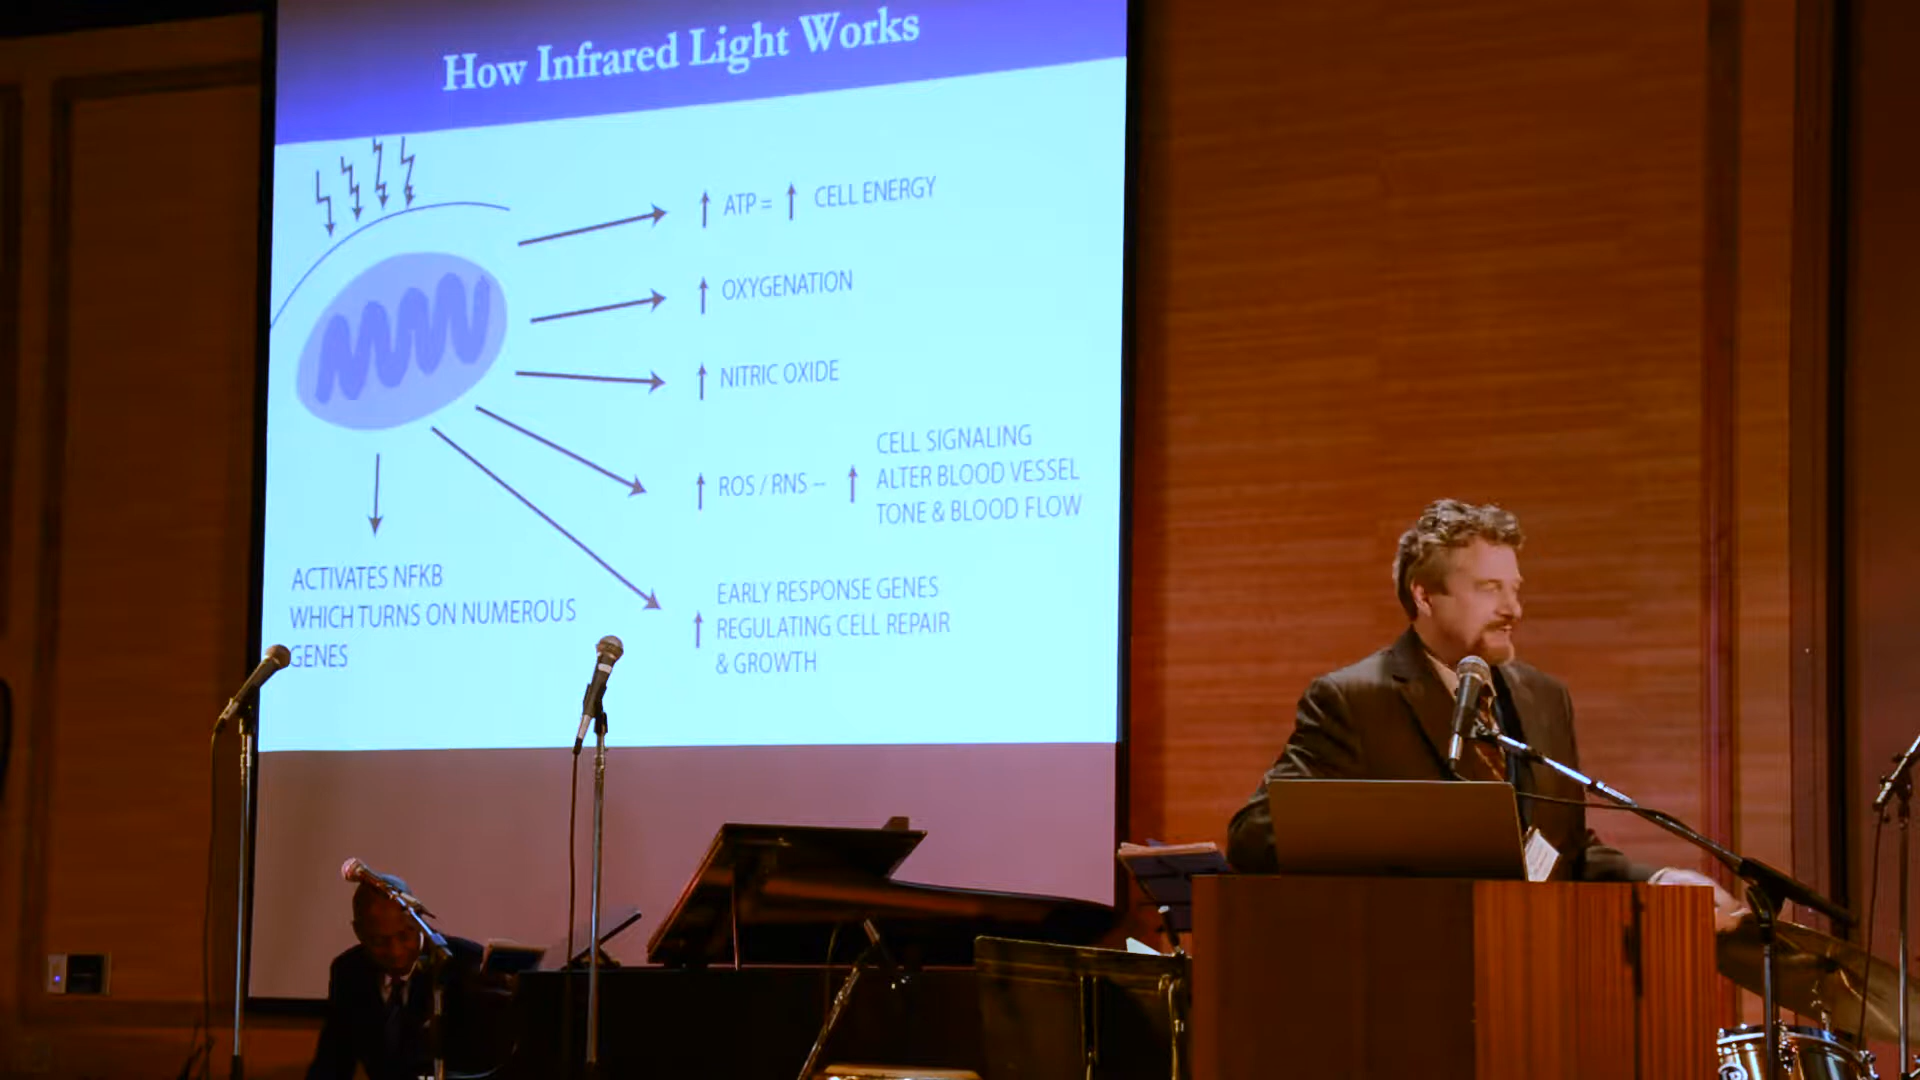 How Infrared Light Works
↑ ATP = ↑ CELL ENERGY
↑ OXYGENATION
↑ NITRIC OXIDE
↑ ROS / RNS – ↑ CELL SIGNALING
ALTER BLOOD VESSEL
TONE & BLOOD FLOW
ACTIVATES NFKB
WHICH TURNS ON NUMEROUS
GENES
↑ EARLY RESPONSE GENES
REGULATING CELL REPAIR
& GROWTH